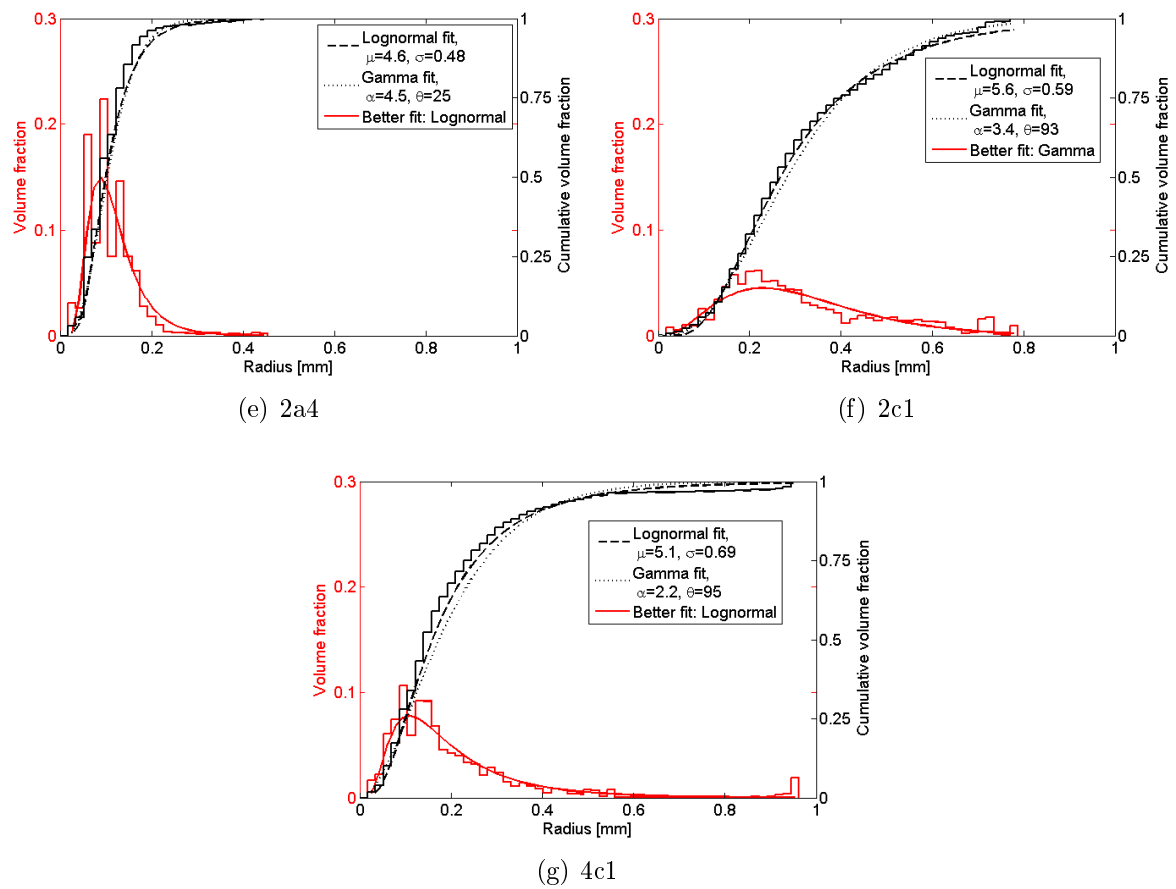 0.3
0.2
0.1
0
Volume fraction
1
0.75
0.5
0.25
0
Cumulative volume fraction
0
0.2
0.4
0.6
0.8
1
Radius [mm]
Lognormal fit,
μ=4.6, σ=0.48
Gamma fit,
α=4.5, θ=25
Better fit: Lognormal
(e) 2a4
0.3
0.2
0.1
0
Volume fraction
1
0.75
0.5
0.25
0
Cumulative volume fraction
0
0.2
0.4
0.6
0.8
1
Radius [mm]
Lognormal fit,
μ=5.6, σ=0.59
Gamma fit,
α=3.4, θ=93
Better fit: Gamma
(f) 2c1
0.3
0.2
0.1
0
Volume fraction
1
0.75
0.5
0.25
0
Cumulative volume fraction
0
0.2
0.4
0.6
0.8
1
Radius [mm]
Lognormal fit,
μ=5.1, σ=0.69
Gamma fit,
α=2.2, θ=95
Better fit: Lognormal
(g) 4c1